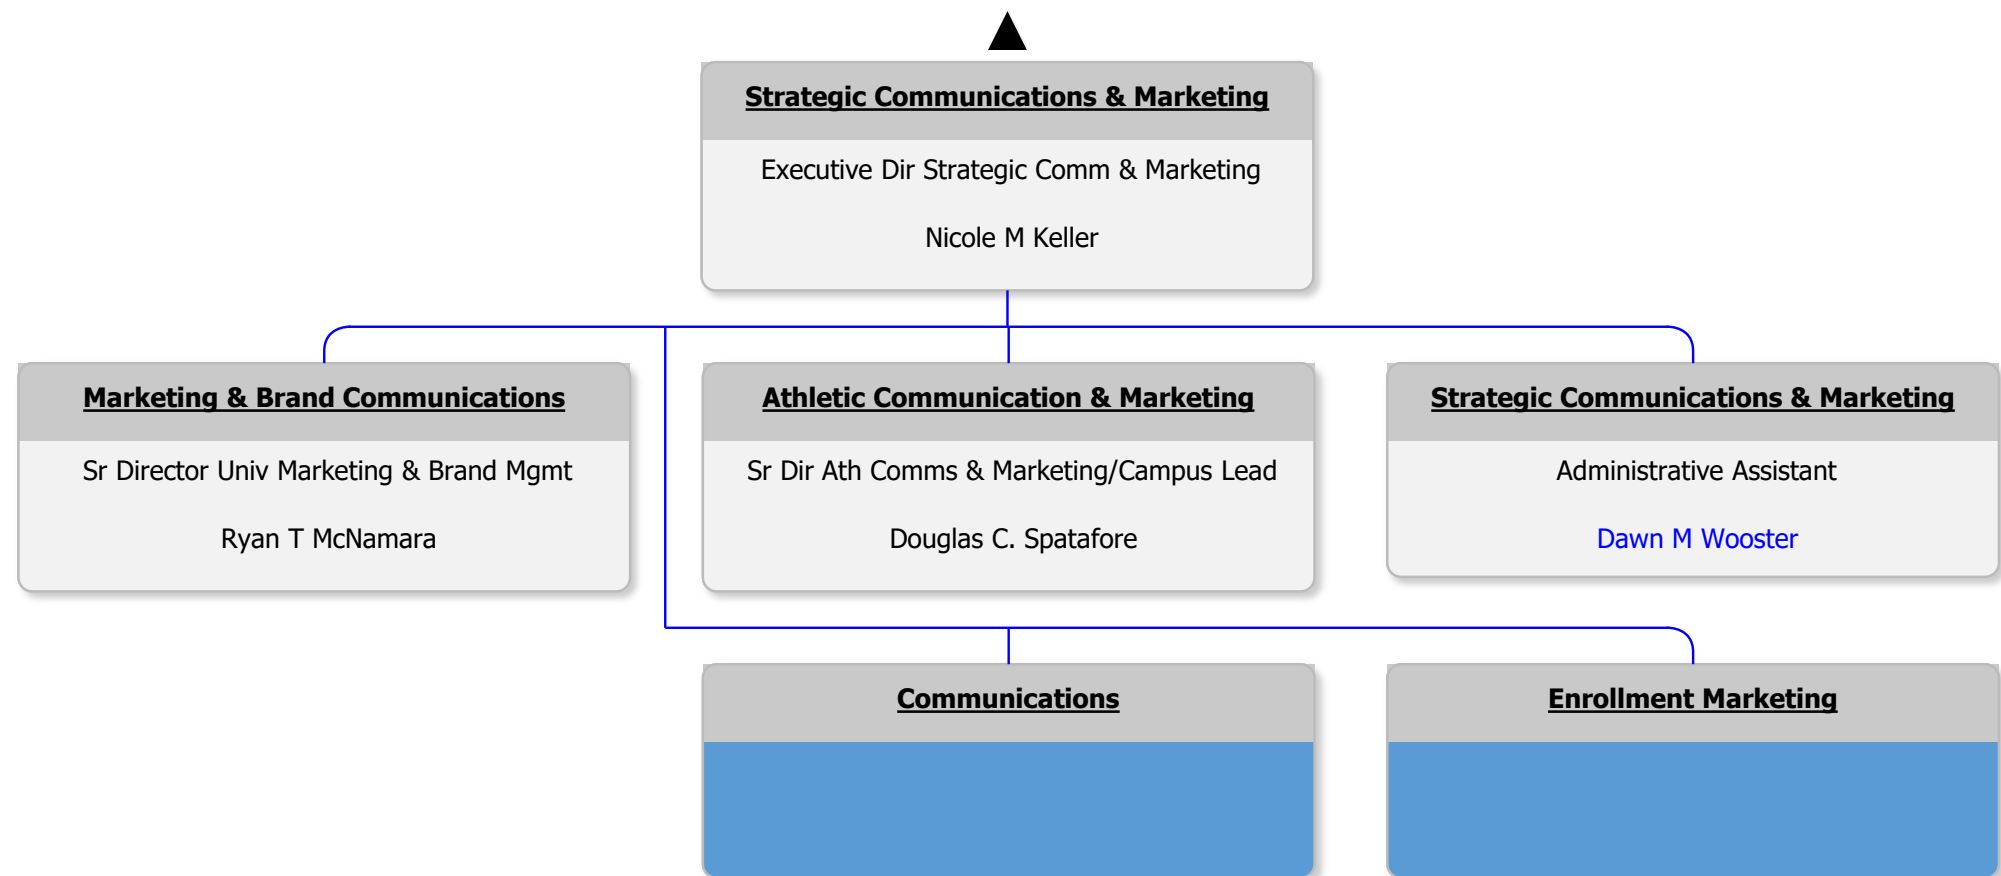 Strategic Communications & Marketing
Executive Dir Strategic Comm & Marketing
Nicole M Keller
Marketing & Brand Communications
Sr Director Univ Marketing & Brand Mgmt
Ryan T McNamara
Athletic Communication & Marketing
Sr Dir Ath Comms & Marketing/Campus Lead
Douglas C. Spatafore
Strategic Communications & Marketing
Administrative Assistant
Dawn M Wooster
Communications
Enrollment Marketing